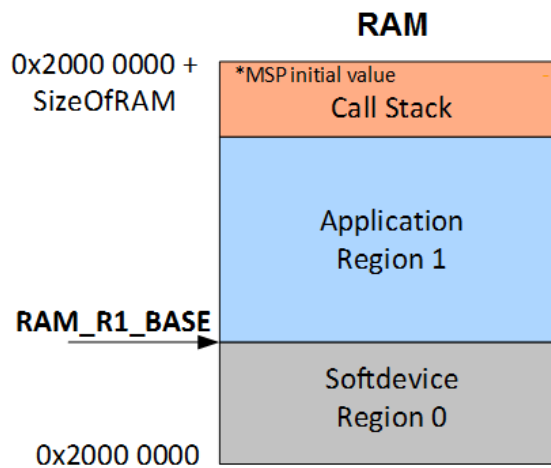 RAM
0x2000 0000 +
SizeOfRAM
*MSP initial value
Call Stack
Application
Region 1
RAM_R1_BASE
Softdevice
Region 0
0x2000 0000